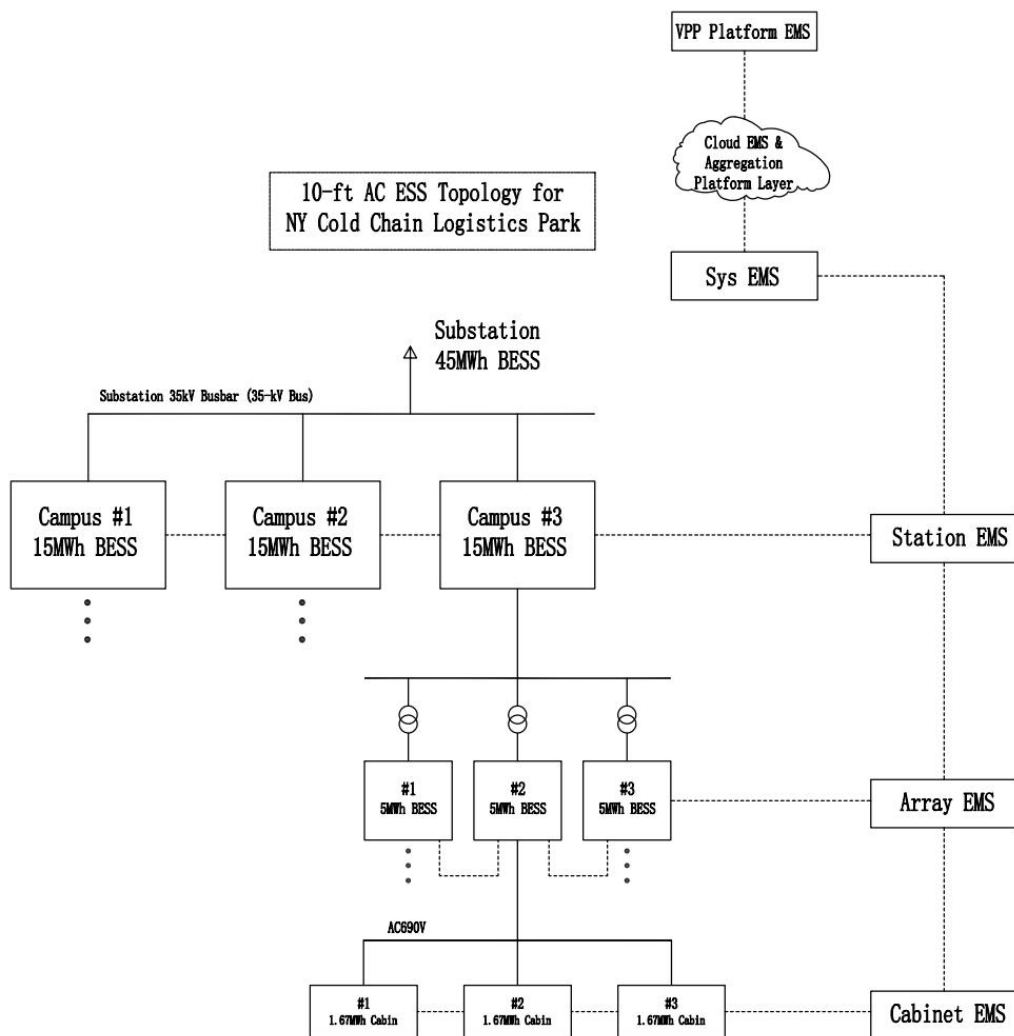 VPP Platform EMS
Cloud EMS &
Aggregation
Platform Layer
10-ft AC ESS Topology for
NY Cold Chain Logistics Park
Sys EMS
Substation
45MWh BESS
Substation 35kV Busbar (35-kV Bus)
Campus #1
15MWh BESS
Campus #2
15MWh BESS
Campus #3
15MWh BESS
Station EMS
#1
5MWh BESS
#2
5MWh BESS
#3
5MWh BESS
Array EMS
AC690V
#1
1.67MWh Cabin
#2
1.67MWh Cabin
#3
1.67MWh Cabin
Cabinet EMS